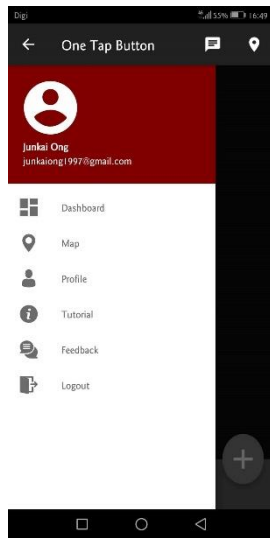 Digi 55% 16:49
One Tap Button
Junkai Ong
junkaiong1997@gmail.com
Dashboard
Map
Profile
Tutorial
Feedback
Logout